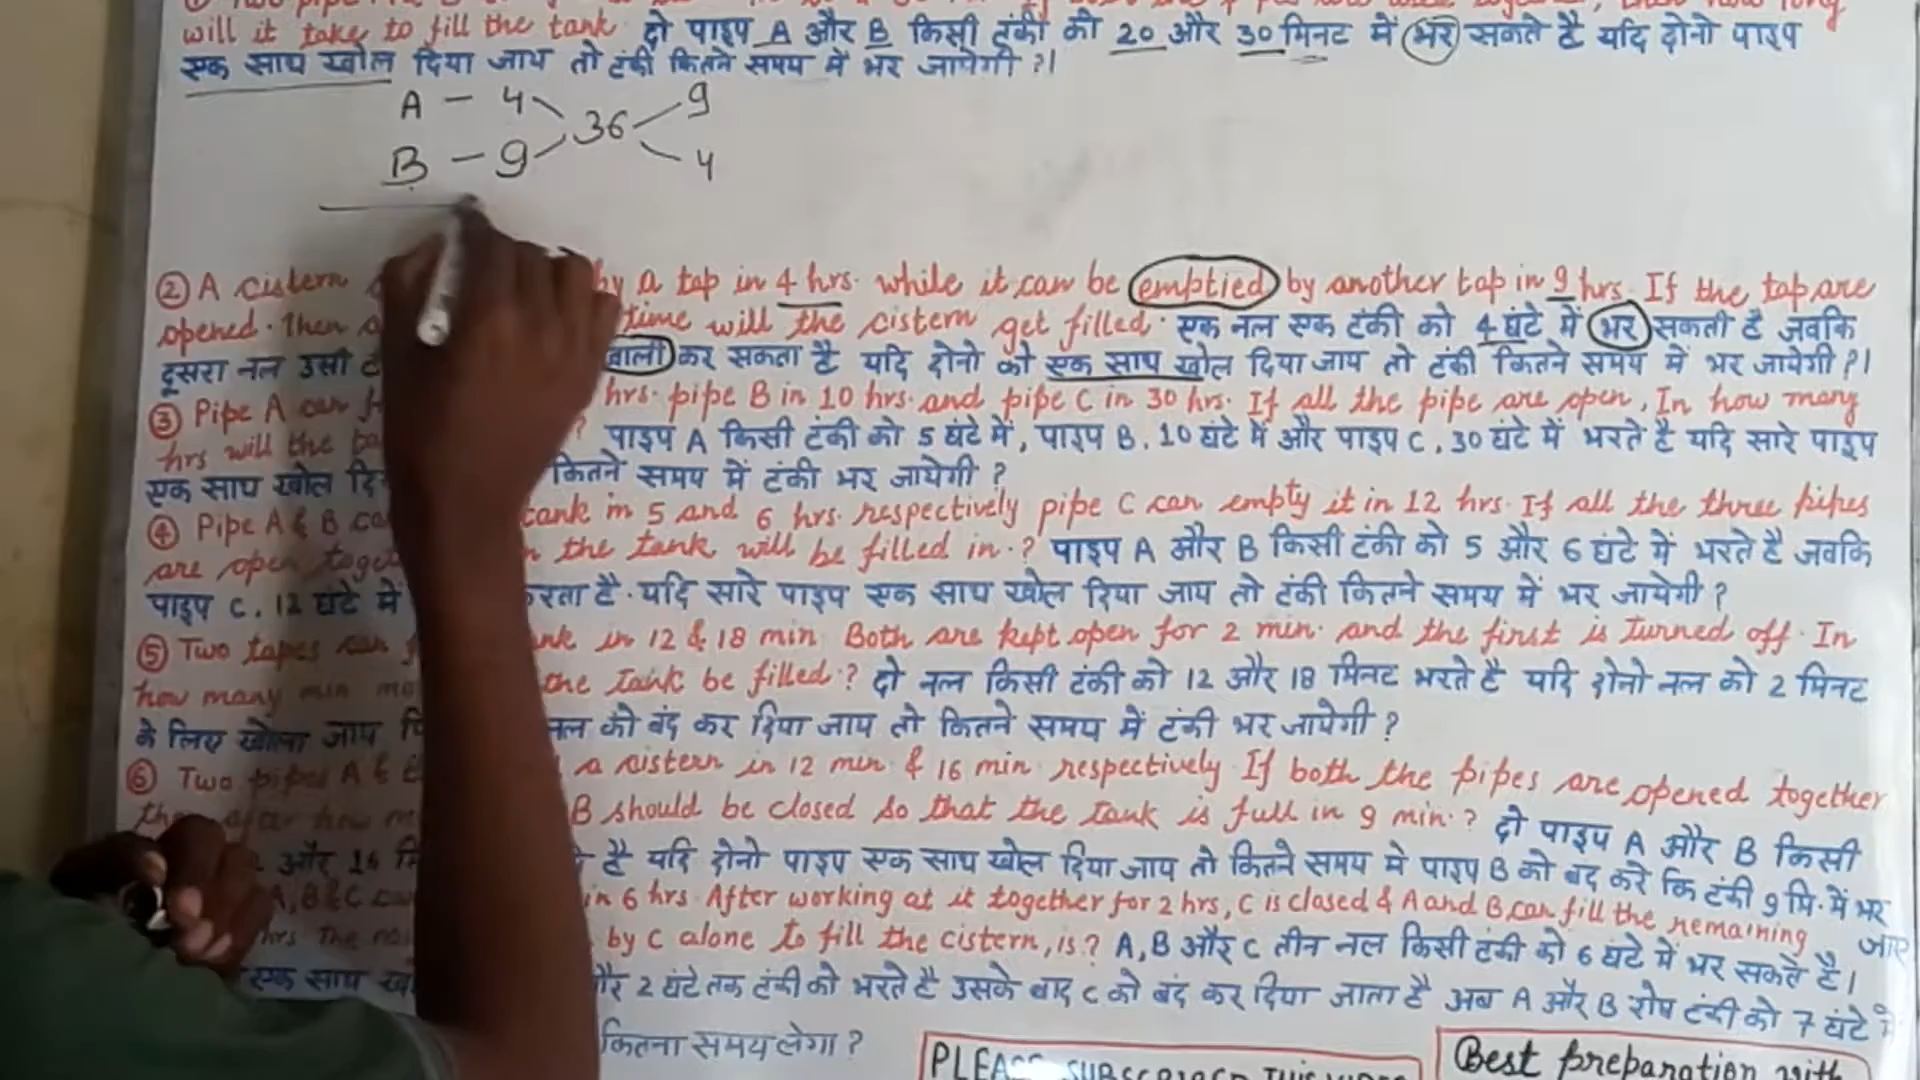 will it take to fill the tank दो पाइप A और B किसी टंकी को 20 और 30 मिनट में भर सकते है यदि दोनो पाइप
एक साथ खोल दिया जाय तो टंकी कितने समय में भर जायेगी ?।
A - 4
36
9
B - 9
4
② A cistern by a tap in 4 hrs. while it can be emptied by another tap in 9 hrs. If the tap are
opened. Then time will the cistern get filled. एक नल एक टंकी को 4 घंटे में भर सकती है जबकि
दूसरा नल उसी खाली कर सकता है यदि दोनो को एक साथ खोल दिया जाय तो टंकी कितने समय में भर जायेगी ?।
③ Pipe A can hrs. pipe B in 10 hrs. and pipe C in 30 hrs. If all the pipe are open, In how many
hrs will the ? पाइप A किसी टंकी को 5 घंटे में, पाइप B. 10 घंटे में और पाइप C. 30 घंटे में भरते है यदि सारे पाइप
एक साथ खोल कितने समय में टंकी भर जायेगी ?
④ Pipe A & B tank in 5 and 6 hrs. respectively pipe C can empty it in 12 hrs. If all the three pipes
are open the tank will be filled in.? पाइप A और B किसी टंकी को 5 और 6 घंटे में भरते है जबकि
पाइप C. 12 घंटे में करता है. यदि सारे पाइप एक साथ खोल दिया जाय तो टंकी कितने समय में भर जायेगी ?
⑤ Two tapes can in 12 & 18 min. Both are kept open for 2 min. and the first is turned off. In
how many min the Tank be filled.? दो नल किसी टंकी को 12 और 18 मिनट भरते है यदि दोनो नल को 2 मिनट
के लिए खोला जाय नल को बंद कर दिया जाय तो कितने समय में टंकी भर जायेगी ?
⑥ Two pipes A & a cistern in 12 min & 16 min respectively If both the pipes are opened together
after how B should be closed so that the tank is full in 9 min.? दो पाइप A और B किसी
और 16 है यदि दोनो पाइप एक साथ खोल दिया जाय तो कितने समय मे पाइप B को बंद करे कि टंकी 9 मि. में भर जाए
A, B & C in 6 hrs. After working at it together for 2 hrs, C is closed & A and B can fill the remaining
hrs The by C alone to fill the cistern, is.? A, B और C तीन नल किसी टंकी को 6 घंटे में भर सकते है।
एक साथ और 2 घंटे तक टंकी को भरते है उसके बाद C को बंद कर दिया जाता है अब A और B शेष टंकी को 7 घंटे में
कितना समय लेगा ?
Best preparation with